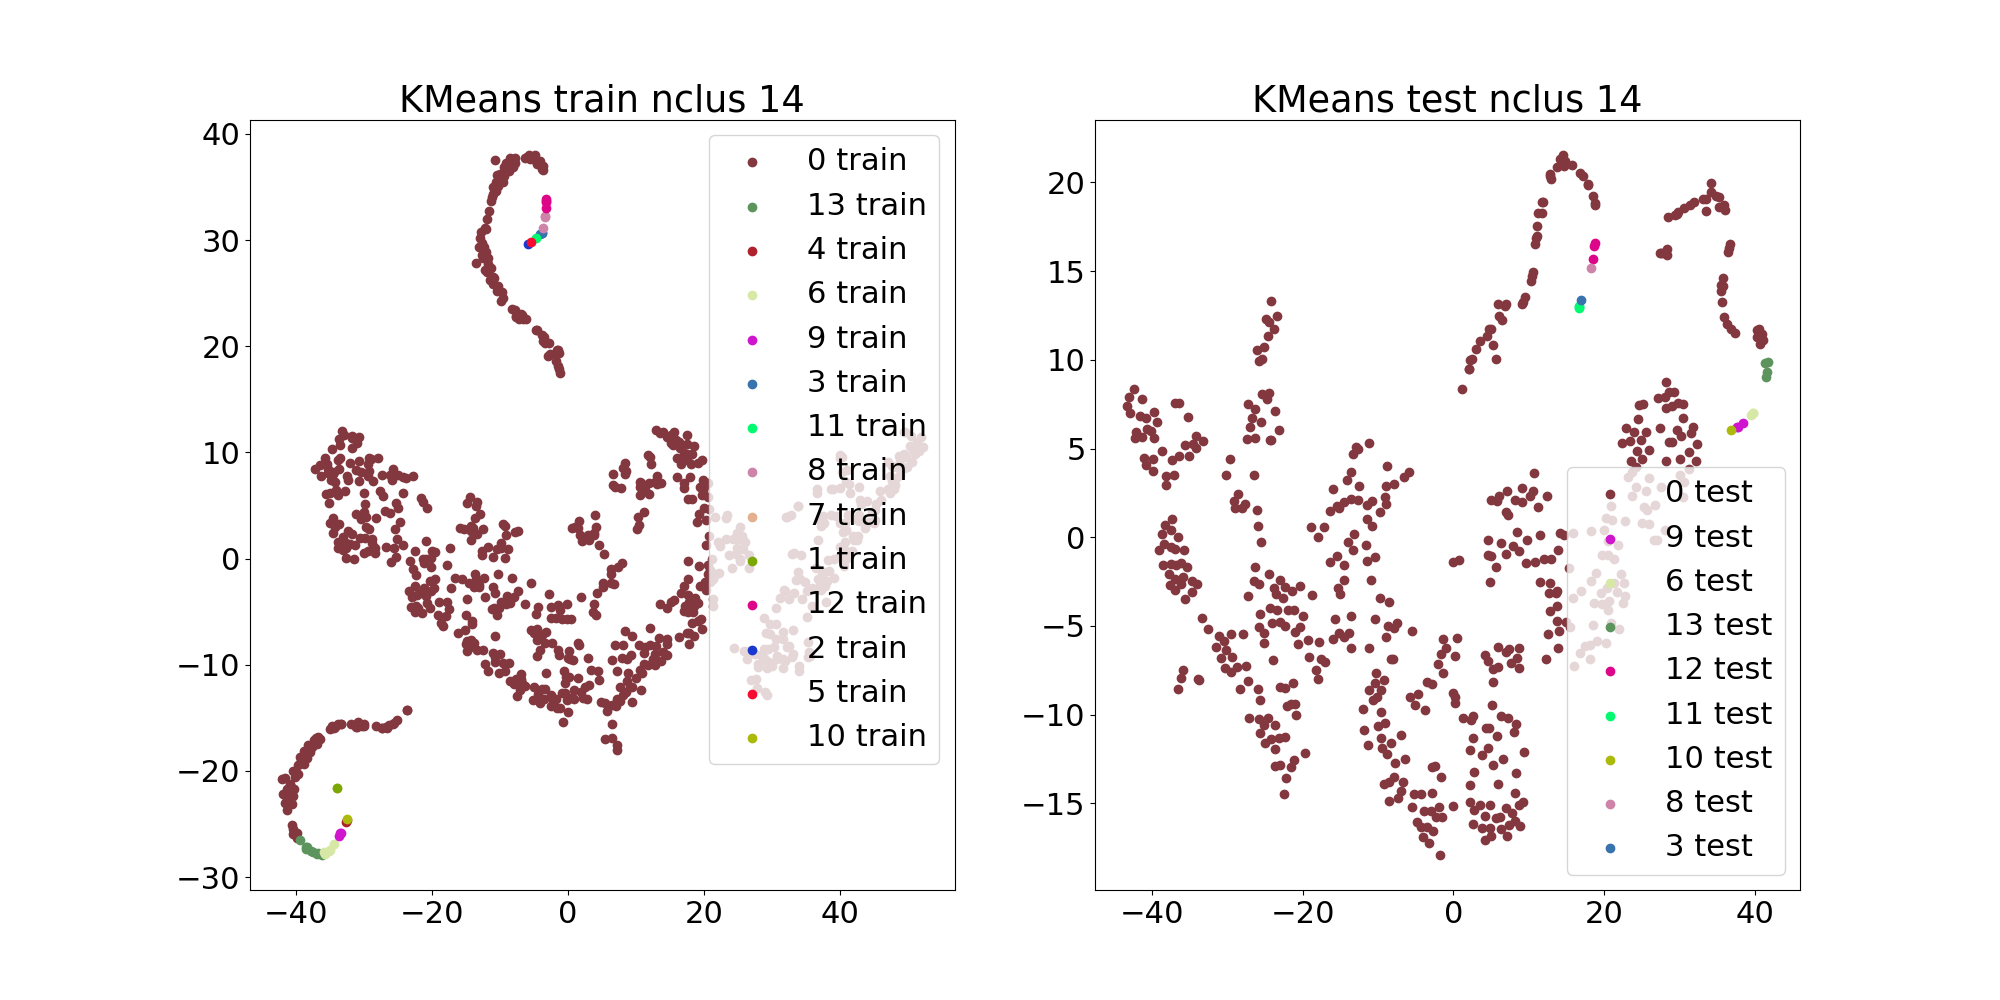 KMeans train nclus 14
40
30
20
10
0
−10
−20
−30
−40
−20
0
20
40
0 train
13 train
4 train
6 train
9 train
3 train
11 train
8 train
7 train
1 train
12 train
2 train
5 train
10 train
KMeans test nclus 14
20
15
10
5
0
−5
−10
−15
−40
−20
0
20
40
0 test
9 test
6 test
13 test
12 test
11 test
10 test
8 test
3 test